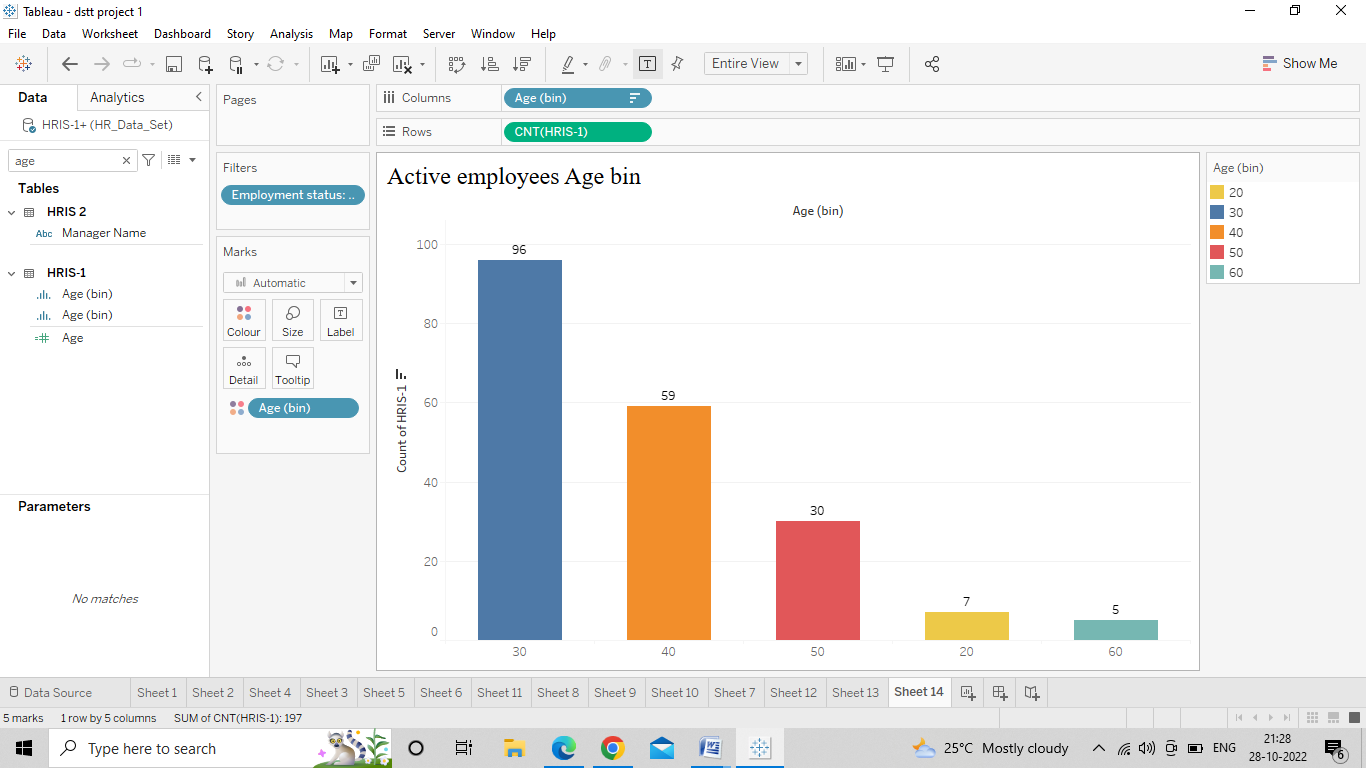 Tableau - dstt project 1
File Data Worksheet Dashboard Story Analysis Map Format Server Window Help
Entire View
Show Me
Data Analytics
HRIS-1+ (HR_Data_Set)
age
Tables
HRIS 2
Abc Manager Name
HRIS-1
Age (bin)
Age (bin)
Age
Parameters
No matches
Pages
Filters
Employment status: ..
Marks
Automatic
Colour Size Label
Detail Tooltip
Age (bin)
Columns Age (bin)
Rows CNT(HRIS-1)
Active employees Age bin
Age (bin)
Count of HRIS-1
100
80
60
40
20
0
96
59
30
7
5
30 40 50 20 60
Age (bin)
20
30
40
50
60
Data Source Sheet 1 Sheet 2 Sheet 4 Sheet 3 Sheet 5 Sheet 6 Sheet 11 Sheet 8 Sheet 9 Sheet 10 Sheet 7 Sheet 12 Sheet 13 Sheet 14
5 marks 1 row by 5 columns SUM of CNT(HRIS-1): 197
Type here to search
25°C Mostly cloudy
ENG
21:28
28-10-2022
6